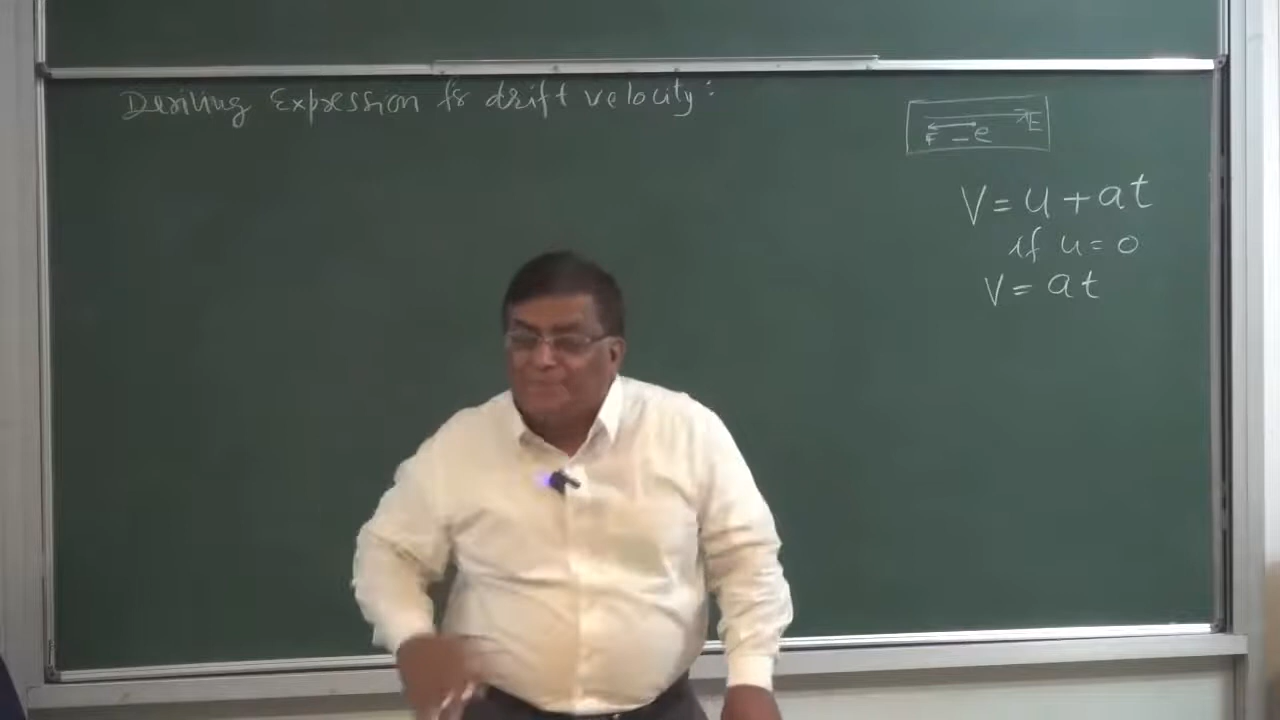 Deriving Expression for drift velocity:
E
F -e
V = u + at
if u = 0
V = at